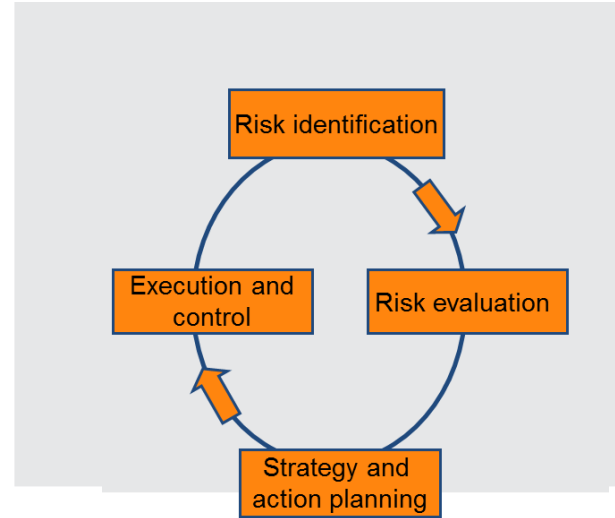 Risk identification
Risk evaluation
Strategy and
action planning
Execution and
control